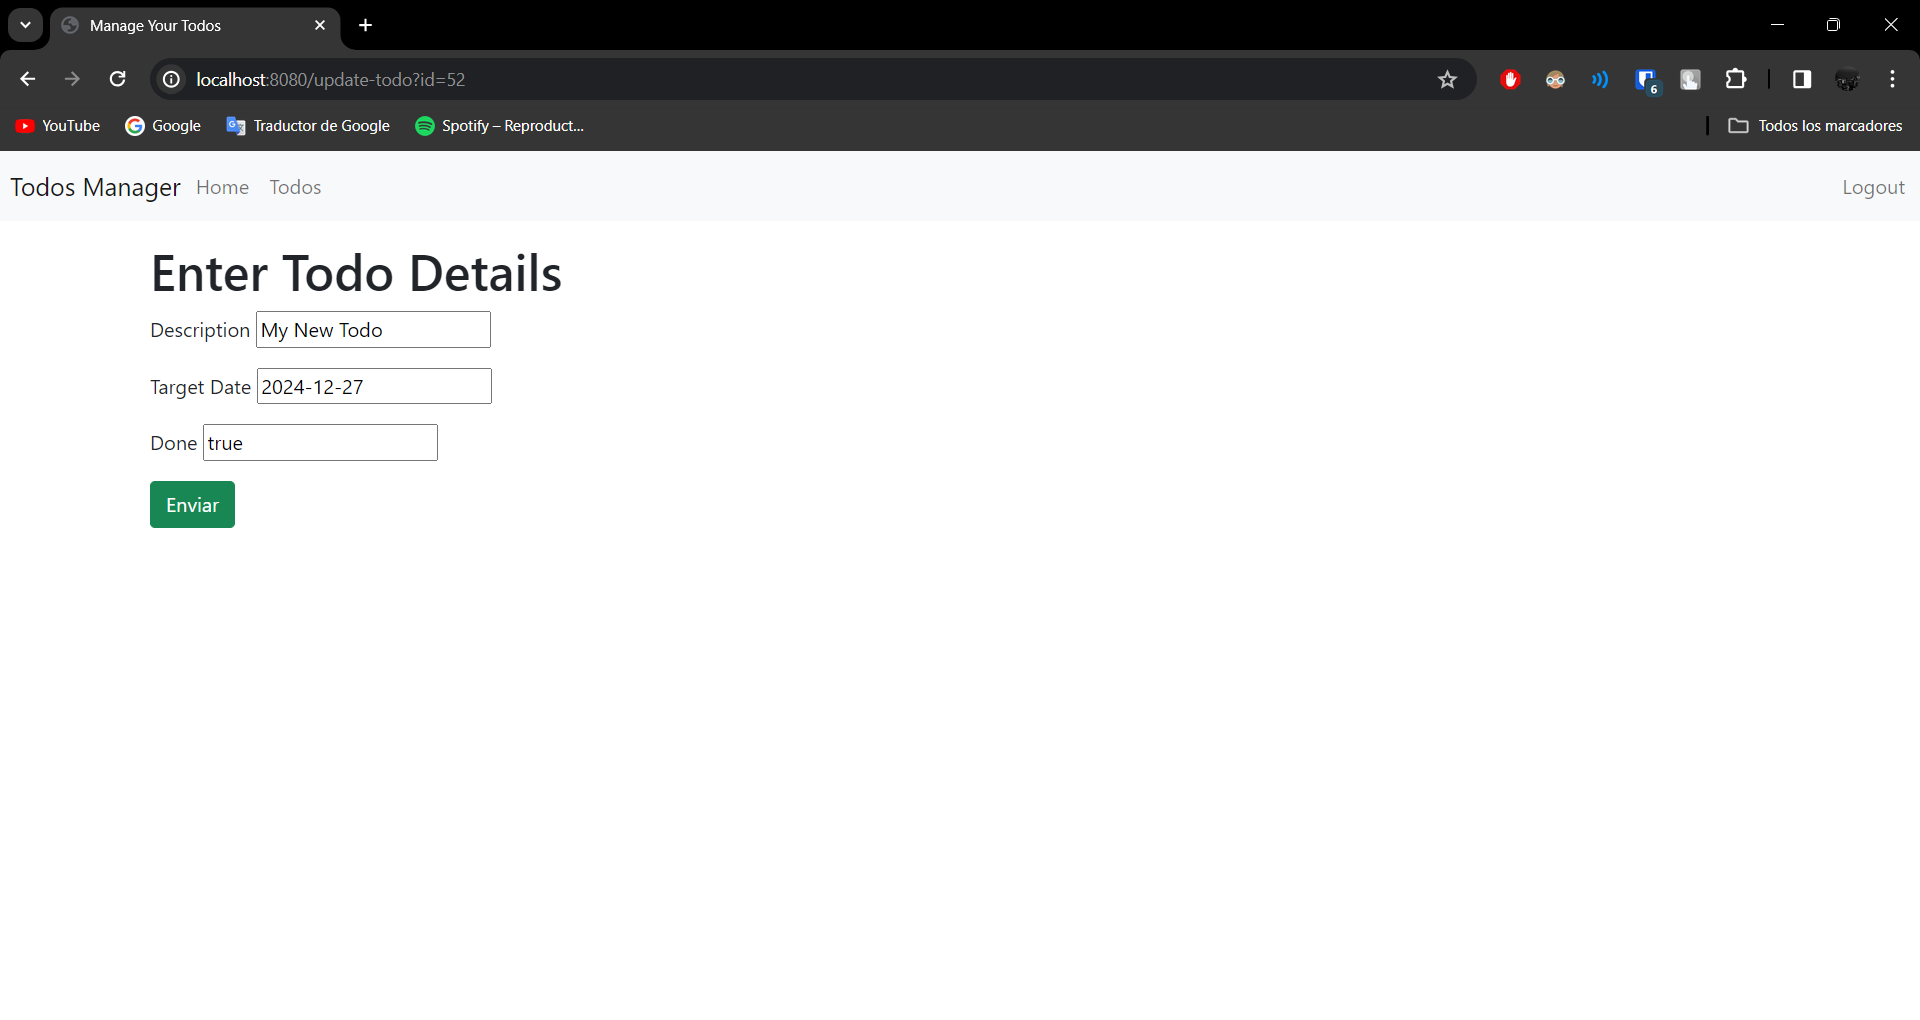 Manage Your Todos
localhost:8080/update-todo?id=52
6
YouTube
Google
Traductor de Google
Spotify – Reproduct...
Todos los marcadores
Todos Manager
Home
Todos
Logout
Enter Todo Details
Description My New Todo
Target Date 2024-12-27
Done true
Enviar